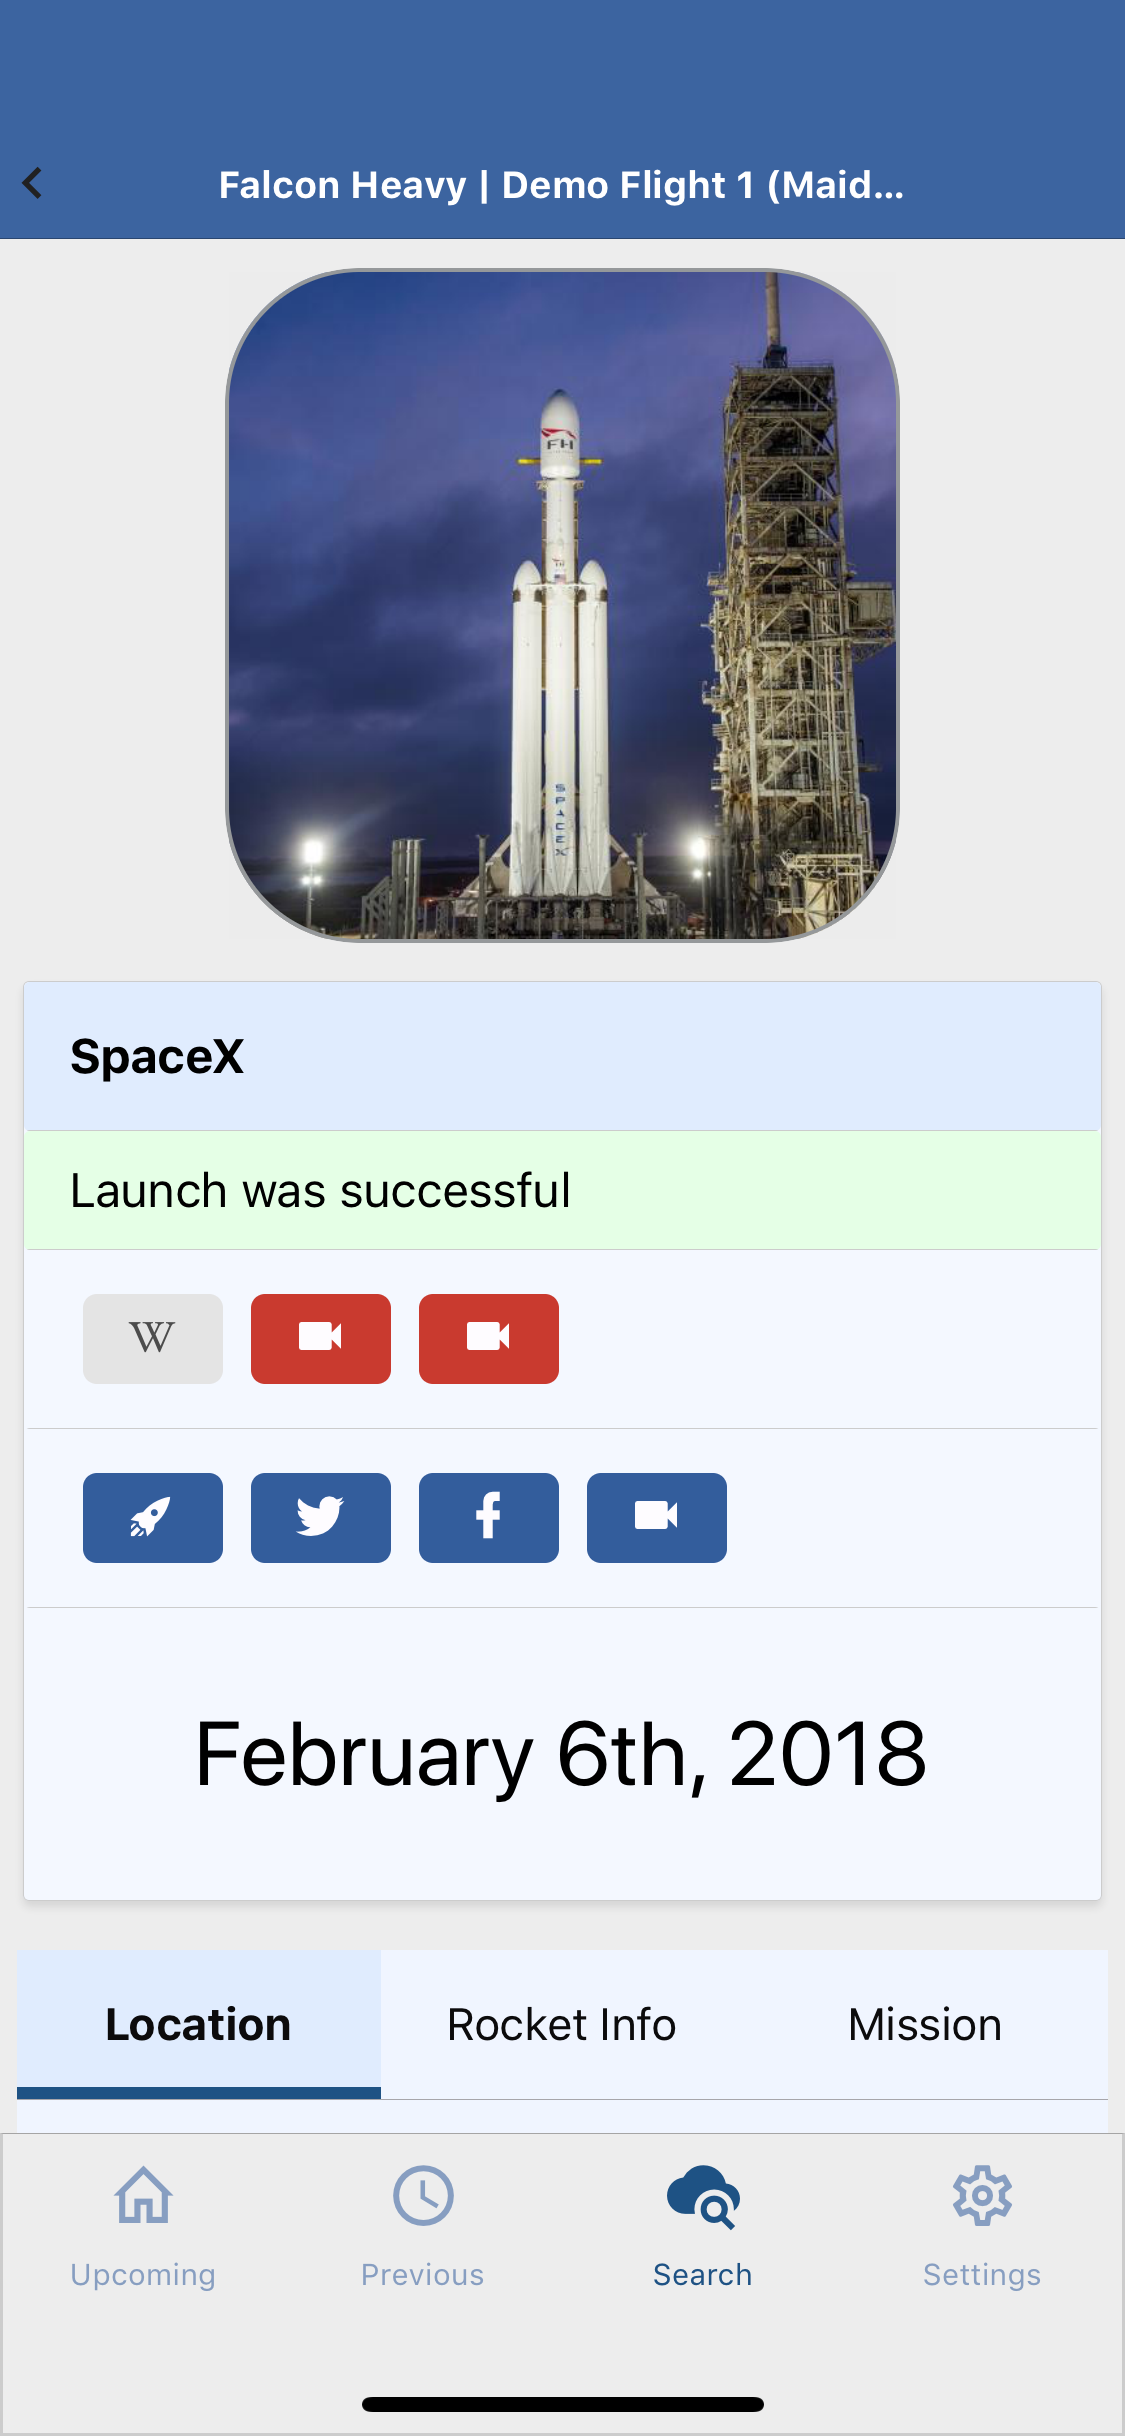 Falcon Heavy | Demo Flight 1 (Maid...
FH
SPACEX
SpaceX
Launch was successful
W
February 6th, 2018
Location Rocket Info Mission
Upcoming Previous Search Settings